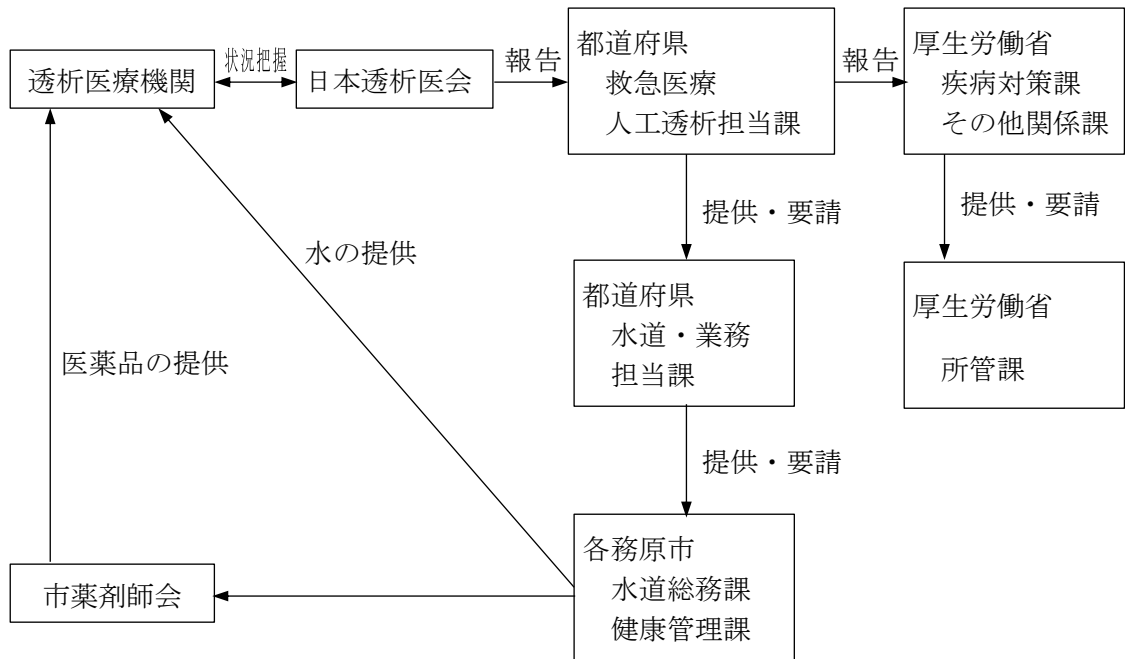 透析医療機関
状況把握
日本透析医会
報告
都道府県
救急医療
人工透析担当課
報告
厚生労働省
疾病対策課
その他関係課
提供・要請
提供・要請
水の提供
都道府県
水道・業務
担当課
厚生労働省
所管課
医薬品の提供
提供・要請
市薬剤師会
各務原市
水道総務課
健康管理課